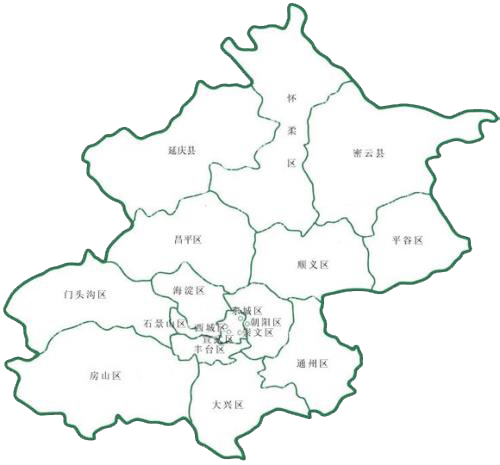 怀柔区
延庆县
密云县
昌平区
平谷区
顺义区
海淀区
门头沟区
东城区
石景山区
西城区
朝阳区
崇文区
宣武区
丰台区
通州区
房山区
大兴区